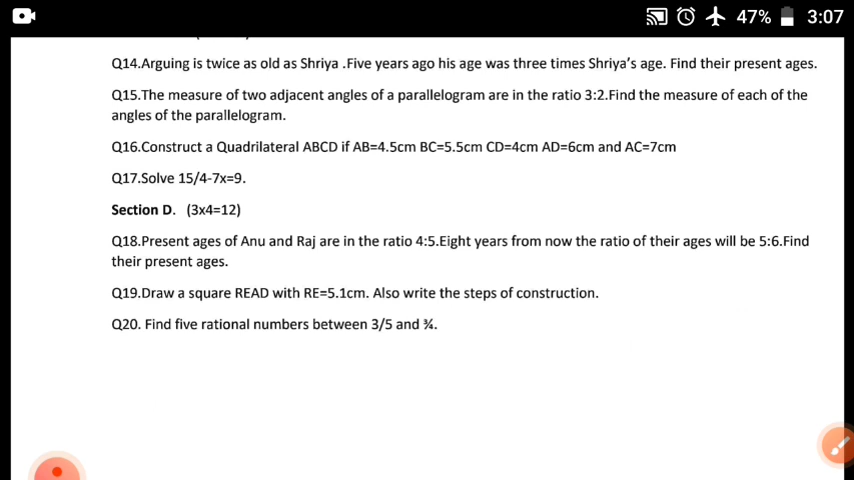 47% 3:07
Q14.Arguing is twice as old as Shriya .Five years ago his age was three times Shriya's age. Find their present ages.
Q15.The measure of two adjacent angles of a parallelogram are in the ratio 3:2.Find the measure of each of the
angles of the parallelogram.
Q16.Construct a Quadrilateral ABCD if AB=4.5cm BC=5.5cm CD=4cm AD=6cm and AC=7cm
Q17.Solve 15/4-7x=9.
Section D. (3x4=12)
Q18.Present ages of Anu and Raj are in the ratio 4:5.Eight years from now the ratio of their ages will be 5:6.Find
their present ages.
Q19.Draw a square READ with RE=5.1cm. Also write the steps of construction.
Q20. Find five rational numbers between 3/5 and ¾.